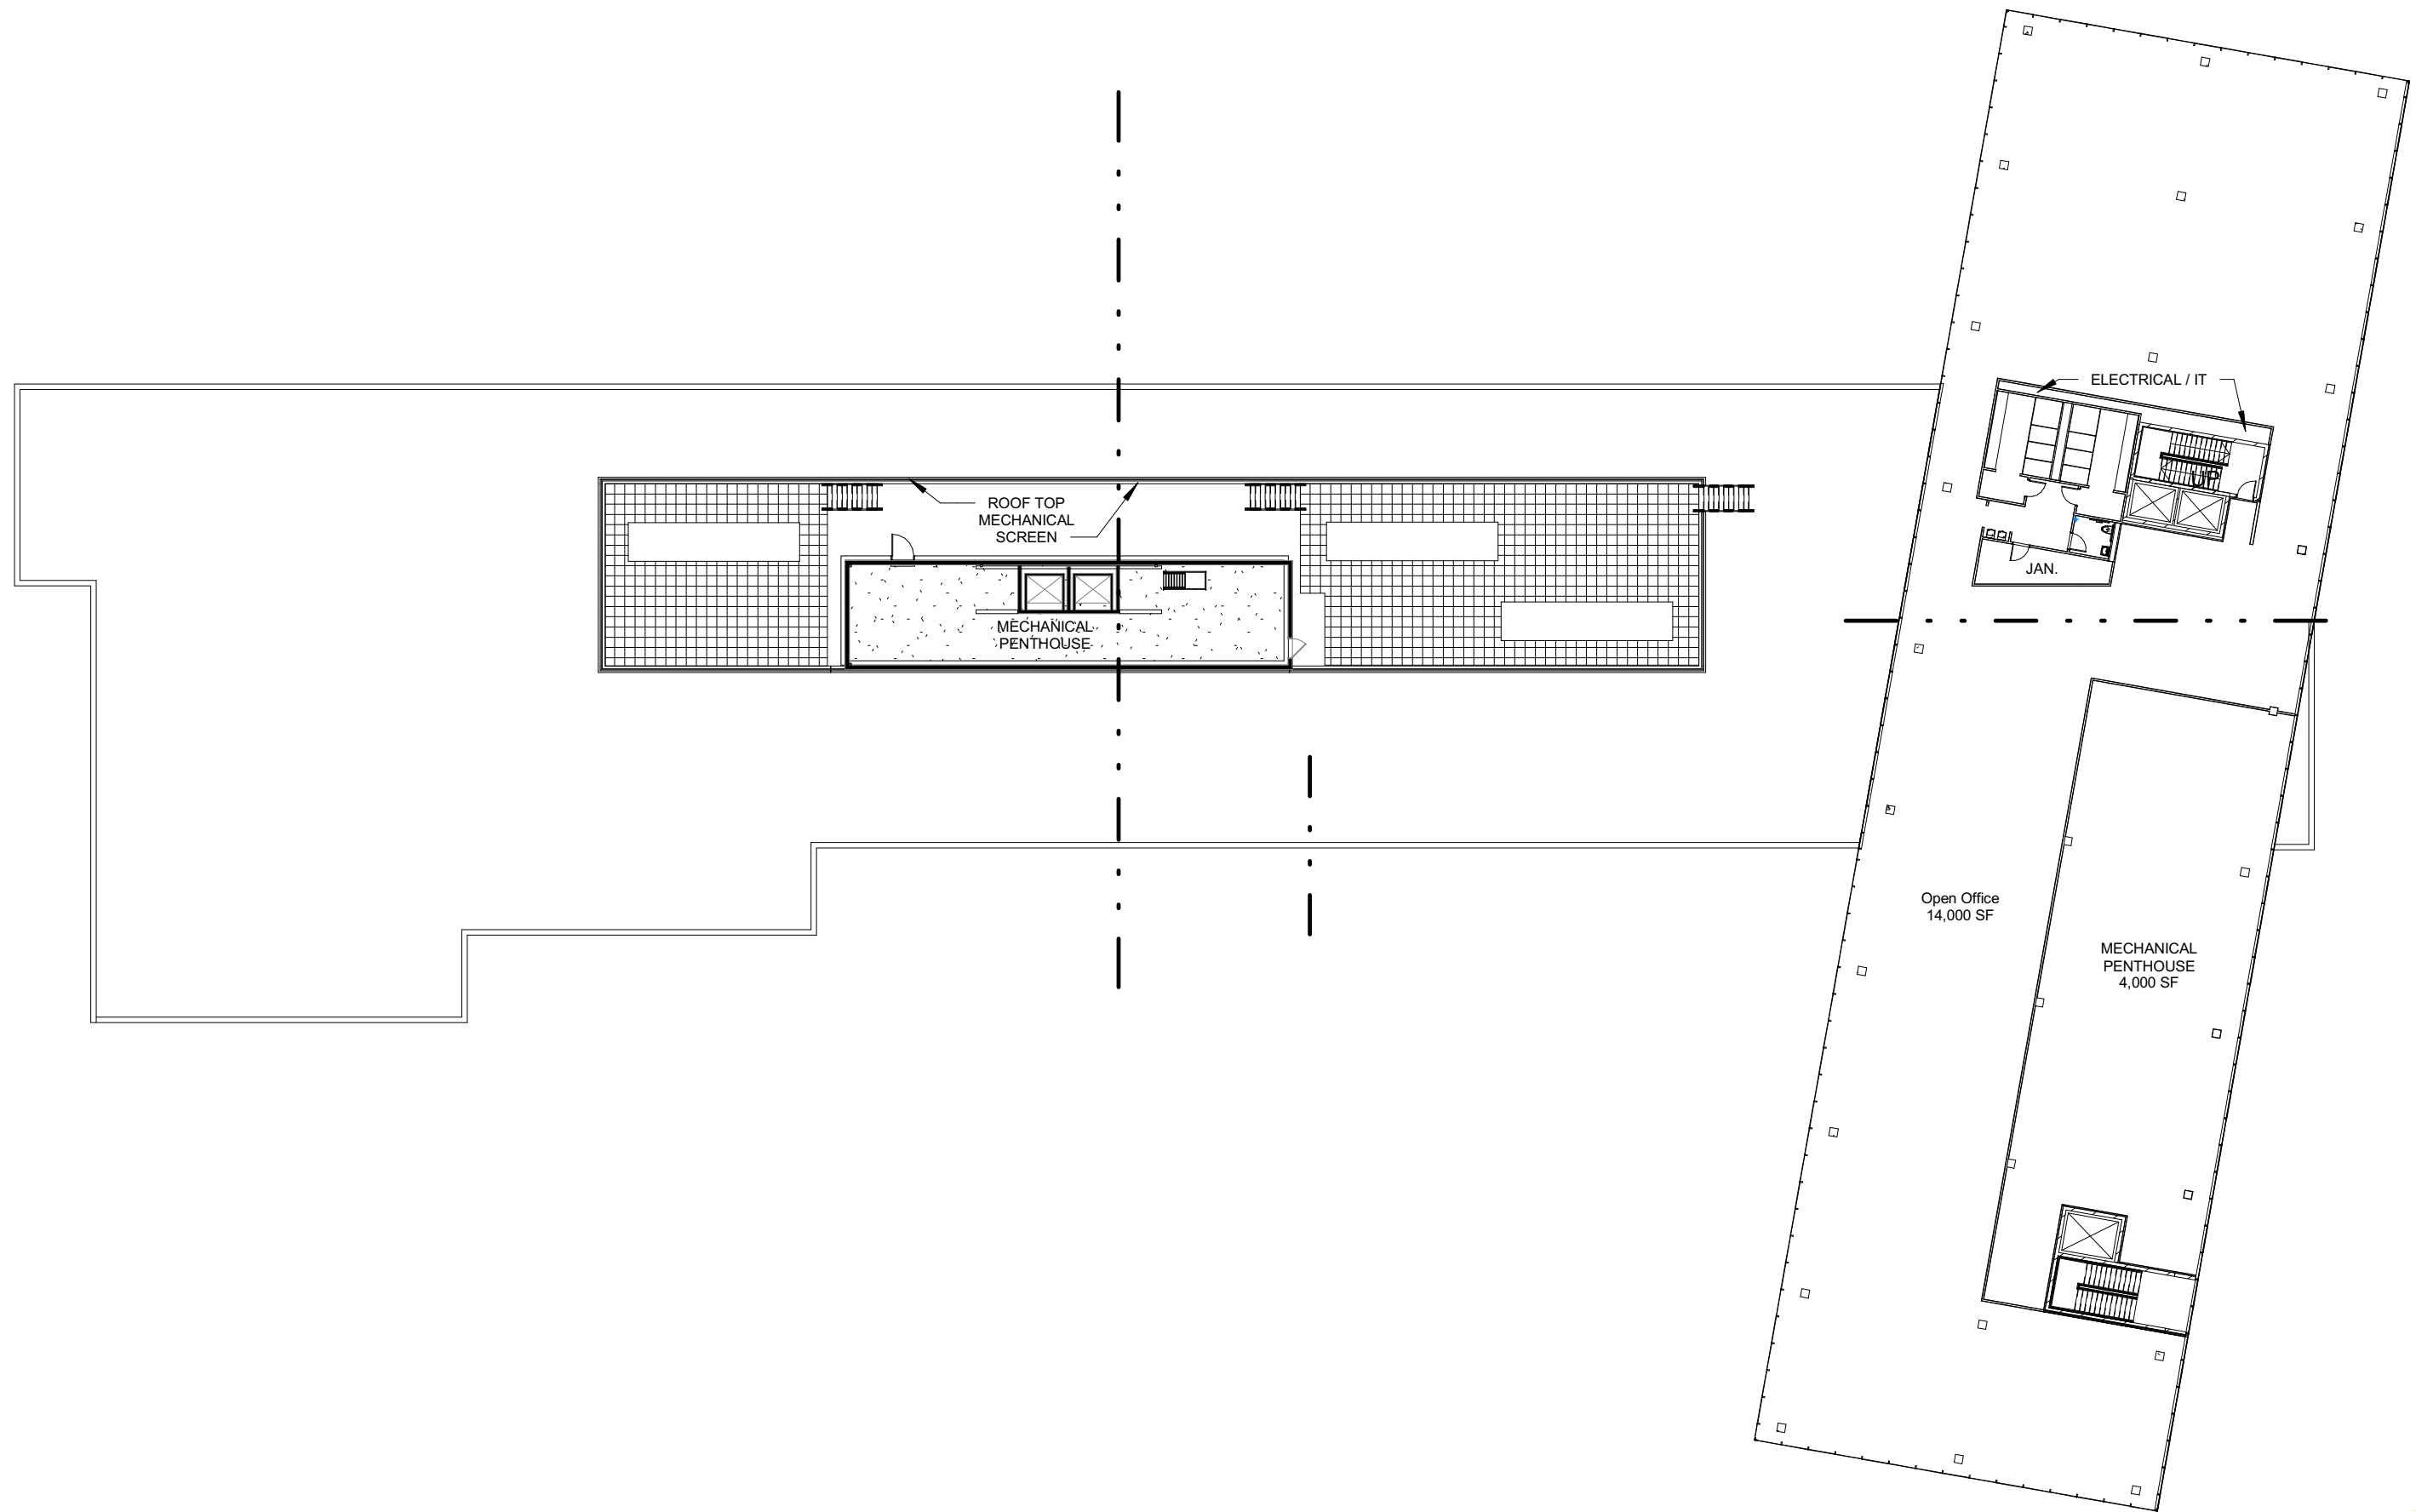 ELECTRICAL / IT
UP
ROOF TOP
MECHANICAL
SCREEN
JAN.
MECHANICAL
PENTHOUSE
Open Office
14,000 SF
MECHANICAL
PENTHOUSE
4,000 SF